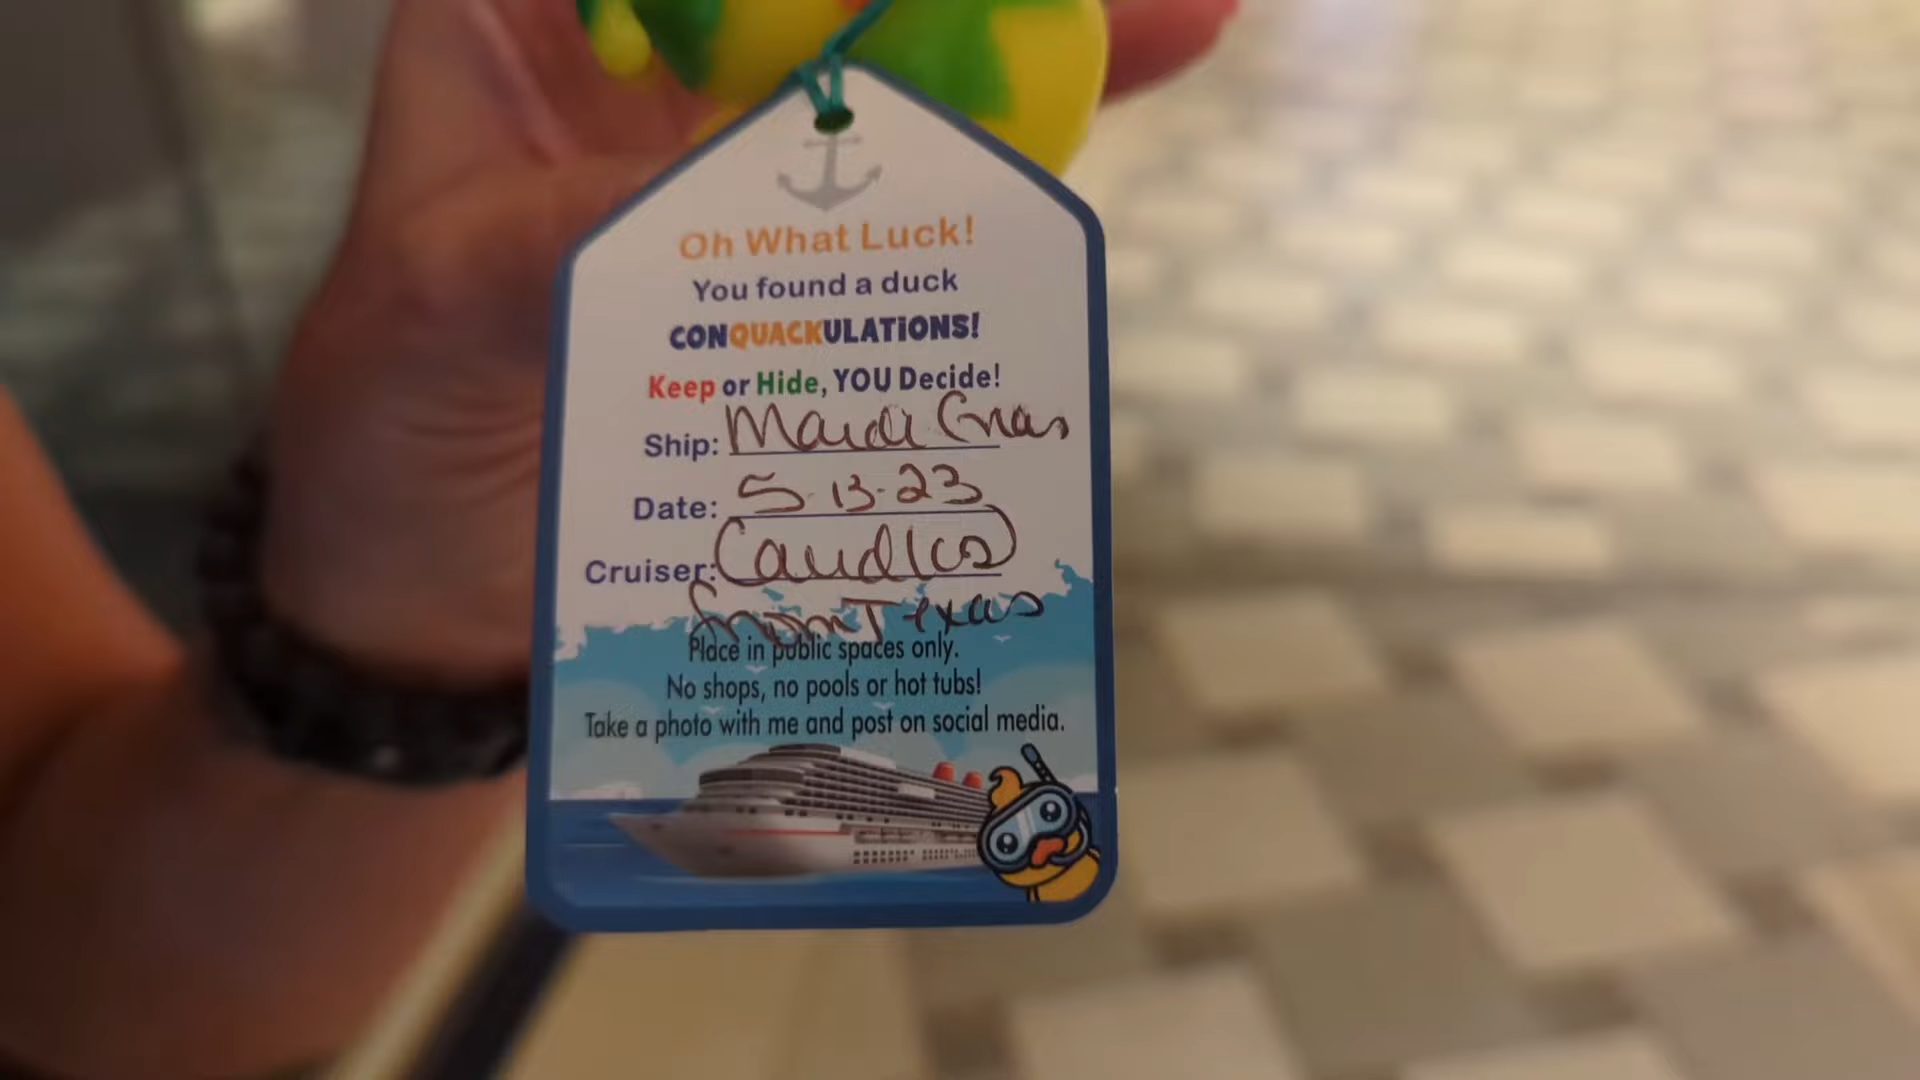 Oh What Luck!
You found a duck
CONQUACKULATIONS!
Keep or Hide, YOU Decide!
Ship: Mardi Gras
Date: 5-13-23
Cruiser: Caudles
from Texas
Place in public spaces only.
No shops, no pools or hot tubs!
Take a photo with me and post on social media.